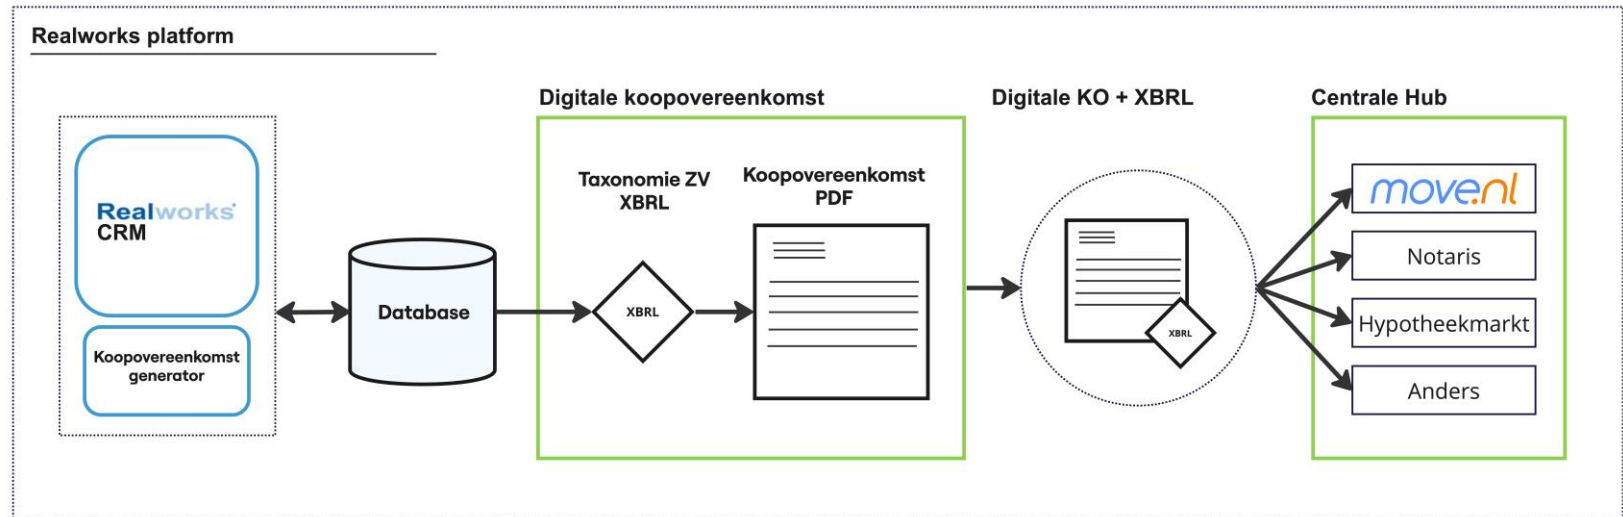 Realworks platform
Realworks
CRM
Koopovereenkomst
generator
Database
Digitale koopovereenkomst
Taxonomie ZV
XBRL
XBRL
Koopovereenkomst
PDF
Digitale KO + XBRL
XBRL
Centrale Hub
move.nl
Notaris
Hypotheekmarkt
Anders